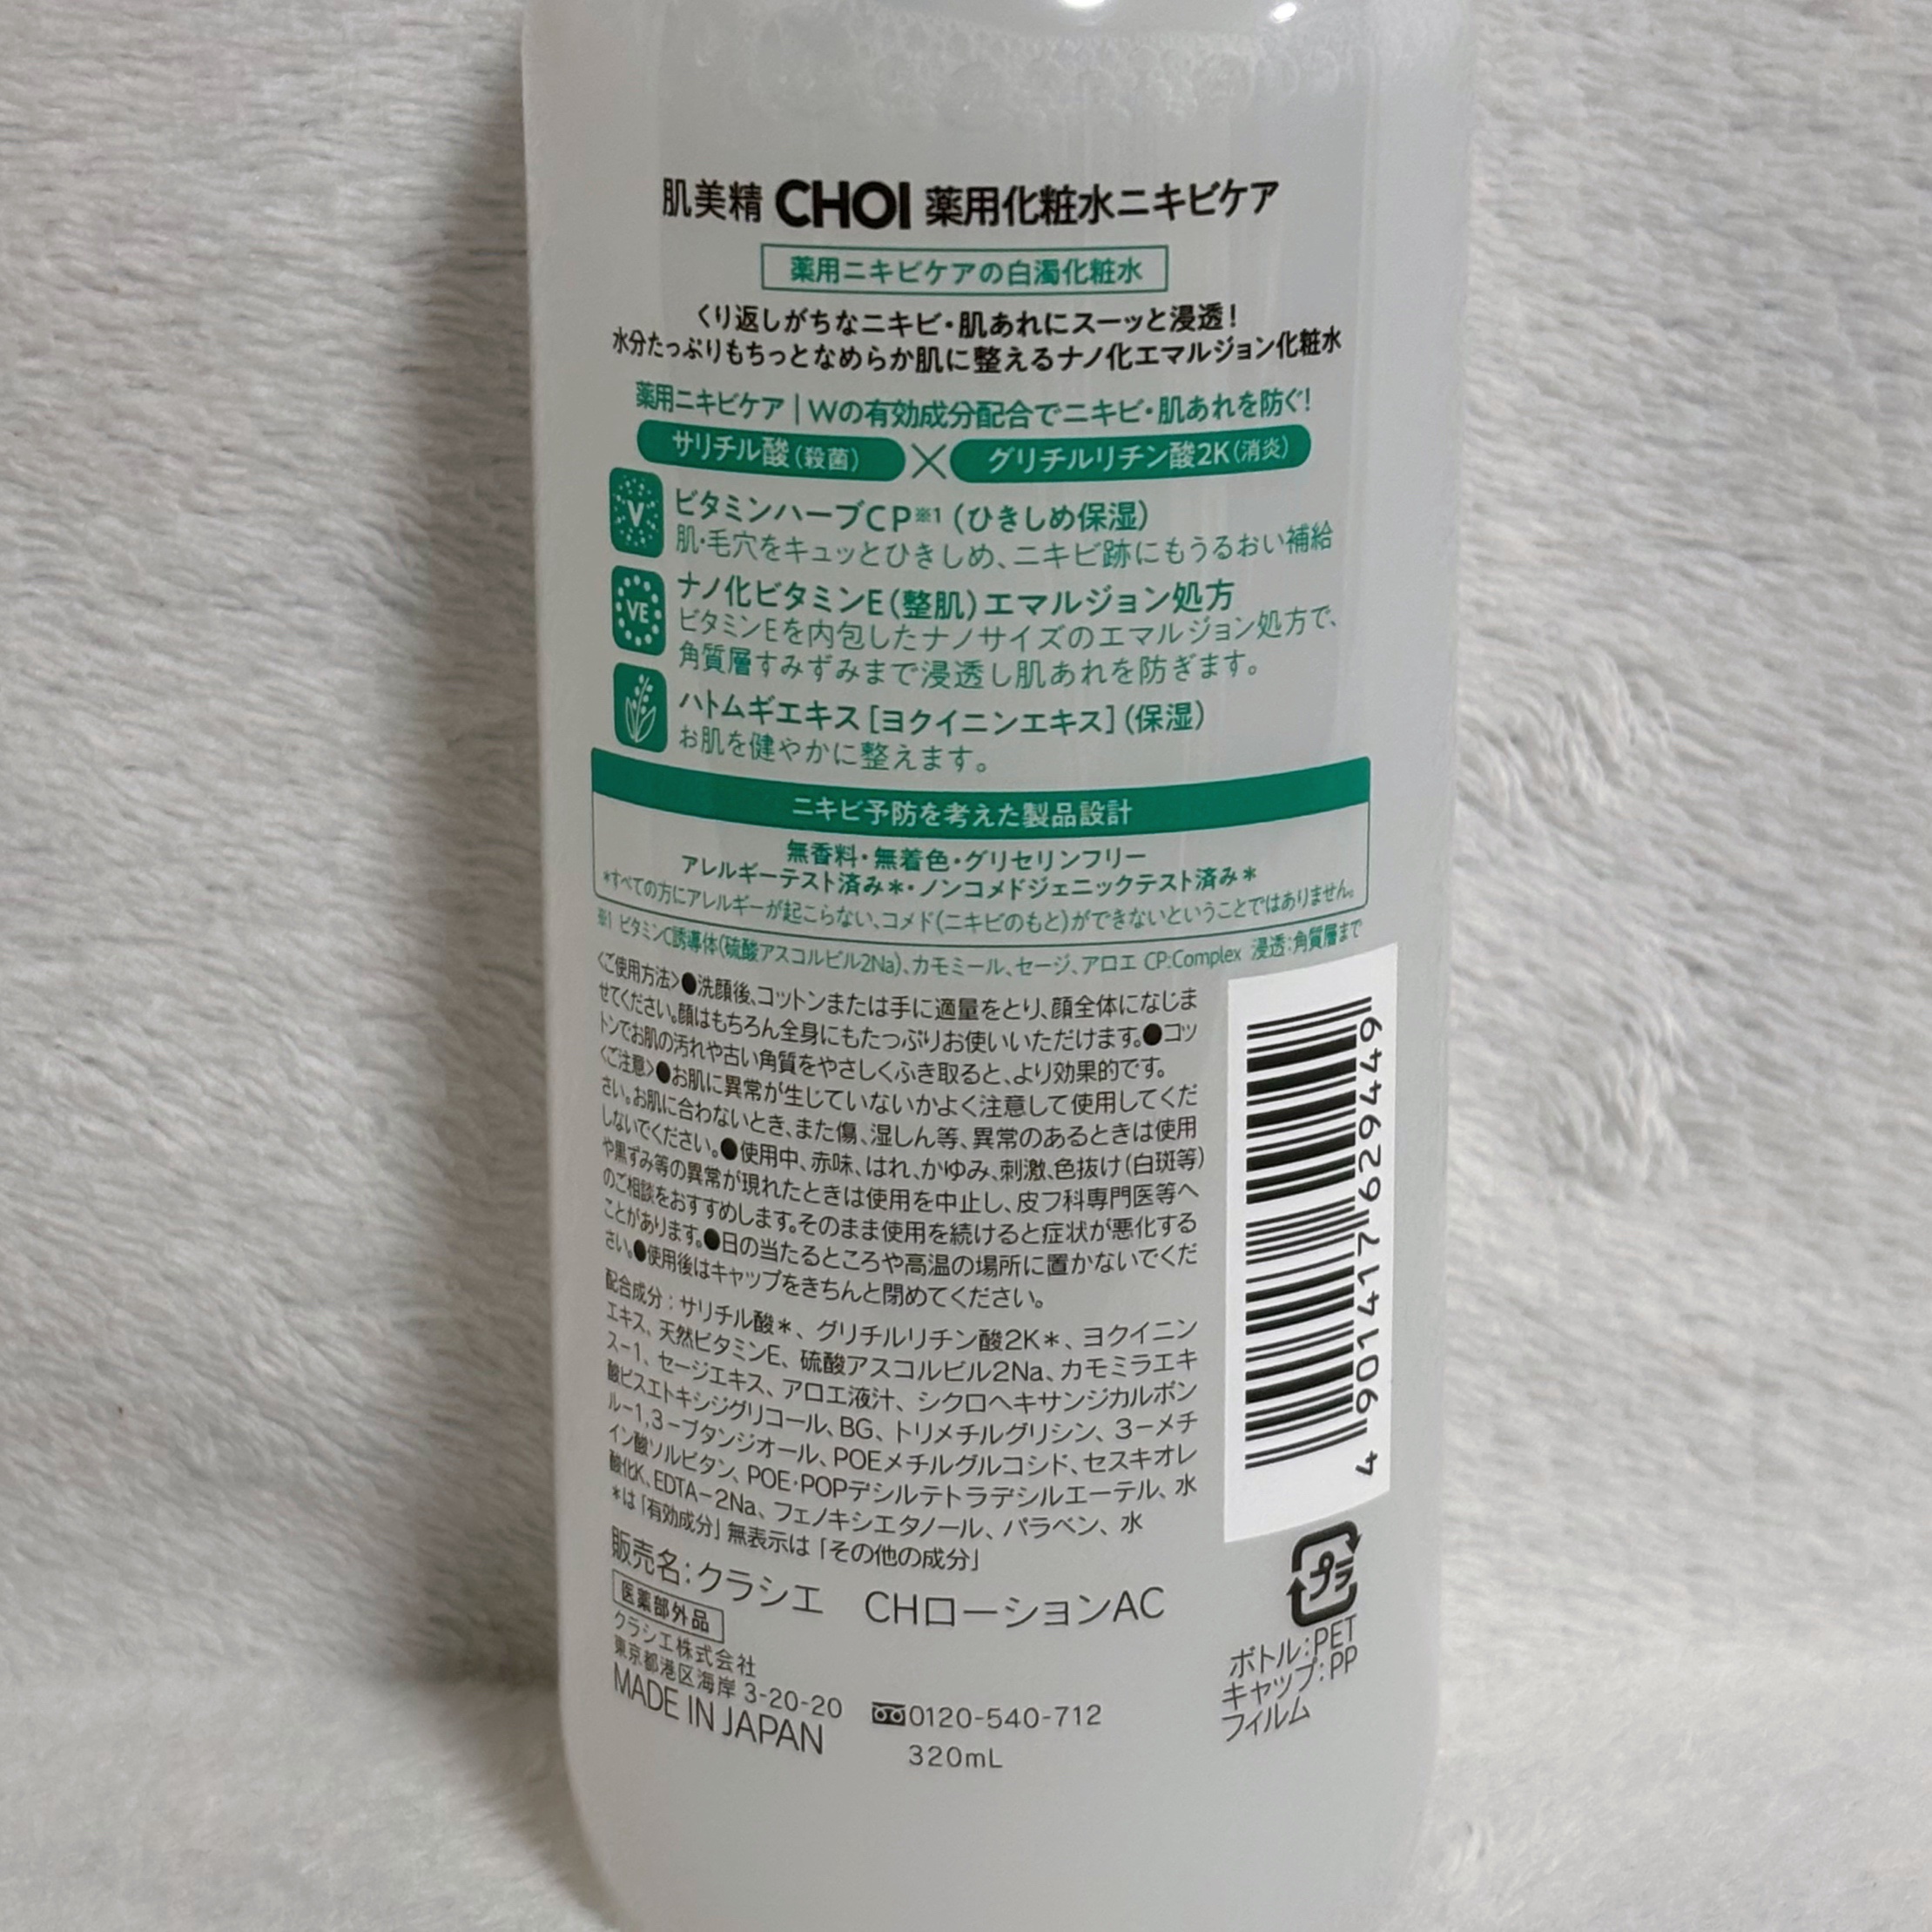 肌美精 CHOI 薬用化粧水ニキビケア
薬用ニキビケアの白濁化粧水
くり返しがちなニキビ・肌あれにスーッと浸透!
水分たっぷりもちっとなめらか肌に整えるナノ化エマルジョン化粧水
薬用ニキビケア|Wの有効成分配合でニキビ・肌あれを防ぐ!
サリチル酸(殺菌)×グリチルリチン酸2K(消炎)
V ビタミンハーブCP※1(ひきしめ保湿)
肌・毛穴をキュッとひきしめ、ニキビ跡にもうるおい補給
VE ナノ化ビタミンE(整肌)エマルジョン処方
ビタミンEを内包したナノサイズのエマルジョン処方で、
角質層すみずみまで浸透し肌あれを防ぎます。
ハトムギエキス[ヨクイニンエキス](保湿)
お肌を健やかに整えます。
ニキビ予防を考えた製品設計
無香料・無着色・グリセリンフリー
アレルギーテスト済み*・ノンコメドジェニックテスト済み*
*すべての方にアレルギーが起こらない、コメド(ニキビのもと)ができないということではありません。
※1 ビタミンC誘導体(硫酸アスコルビル2Na)、カモミール、セージ、アロエ CP:Complex 浸透:角質層まで
<ご使用方法>●洗顔後、コットンまたは手に適量をとり、顔全体になじま
せてください。顔はもちろん全身にもたっぷりお使いいただけます。●コッ
トンでお肌の汚れや古い角質をやさしくふき取ると、より効果的です。
<ご注意>●お肌に異常が生じていないかよく注意して使用してくだ
さい。お肌に合わないとき、また傷、湿しん等、異常のあるときは使用
しないでください。●使用中、赤味、はれ、かゆみ、刺激、色抜け(白斑等)
や黒ずみ等の異常が現れたときは使用を中止し、皮フ科専門医等へ
のご相談をおすすめします。そのまま使用を続けると症状が悪化する
ことがあります。●日の当たるところや高温の場所に置かないでくだ
さい。●使用後はキャップをきちんと閉めてください。
配合成分:サリチル酸*、グリチルリチン酸2K*、ヨクイニン
エキス、天然ビタミンE、硫酸アスコルビル2Na、カモミラエキ
ス-1、セージエキス、アロエ液汁、シクロヘキサンジカルボン
酸ビスエトキシジグリコール、BG、トリメチルグリシン、3-メチ
ル-1,3-ブタンジオール、POEメチルグルコシド、セスキオレ
イン酸ソルビタン、POE・POPデシルテトラデシルエーテル、水
酸化K、EDTA-2Na、フェノキシエタノール、パラベン、水
*は「有効成分」無表示は「その他の成分」
販売名:クラシエ CHローションAC
医薬部外品
クラシエ株式会社
東京都港区海岸 3-20-20
MADE IN JAPAN
0120-540-712
320mL
4 901417 629449
プラ
ボトル:PET
キャップ:PP
フィルム